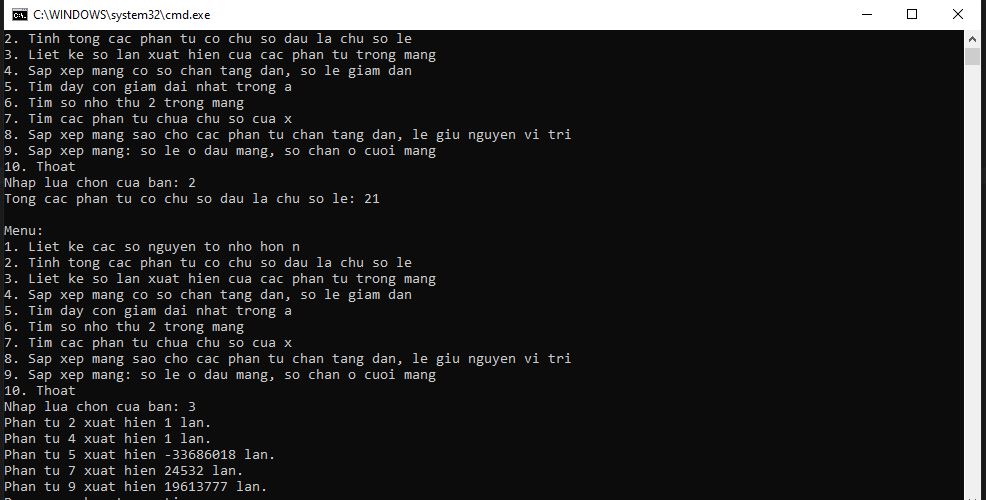 C:\WINDOWS\system32\cmd.exe
2. Tinh tong cac phan tu co chu so dau la chu so le
3. Liet ke so lan xuat hien cua cac phan tu trong mang
4. Sap xep mang co so chan tang dan, so le giam dan
5. Tim day con giam dai nhat trong a
6. Tim so nho thu 2 trong mang
7. Tim cac phan tu chua chu so cua x
8. Sap xep mang sao cho cac phan tu chan tang dan, le giu nguyen vi tri
9. Sap xep mang: so le o dau mang, so chan o cuoi mang
10. Thoat
Nhap lua chon cua ban: 2
Tong cac phan tu co chu so dau la chu so le: 21
Menu:
1. Liet ke cac so nguyen to nho hon n
2. Tinh tong cac phan tu co chu so dau la chu so le
3. Liet ke so lan xuat hien cua cac phan tu trong mang
4. Sap xep mang co so chan tang dan, so le giam dan
5. Tim day con giam dai nhat trong a
6. Tim so nho thu 2 trong mang
7. Tim cac phan tu chua chu so cua x
8. Sap xep mang sao cho cac phan tu chan tang dan, le giu nguyen vi tri
9. Sap xep mang: so le o dau mang, so chan o cuoi mang
10. Thoat
Nhap lua chon cua ban: 3
Phan tu 2 xuat hien 1 lan.
Phan tu 4 xuat hien 1 lan.
Phan tu 5 xuat hien -33686018 lan.
Phan tu 7 xuat hien 24532 lan.
Phan tu 9 xuat hien 19613777 lan.